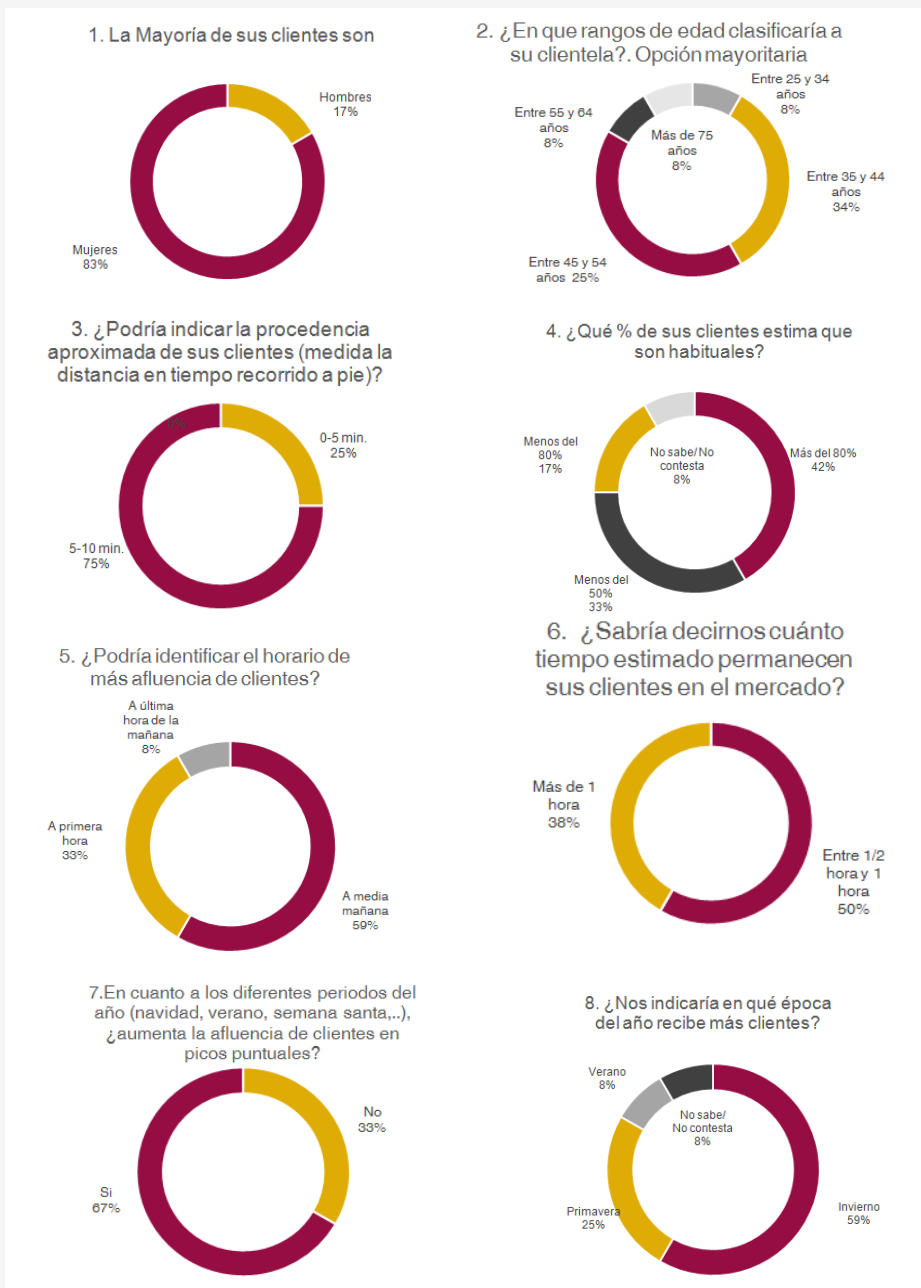 1. La Mayoría de sus clientes son
Hombres
17%
Mujeres
83%
2. ¿En que rangos de edad clasificaría a
su clientela?. Opción mayoritaria
Entre 25 y 34
años
8%
Entre 55 y 64
años
8%
Más de 75
años
8%
Entre 35 y 44
años
34%
Entre 45 y 54
años 25%
3. ¿Podría indicar la procedencia
aproximada de sus clientes (medida la
distancia en tiempo recorrido a pie)?
0-5 min.
25%
5-10 min.
75%
4. ¿Qué % de sus clientes estima que
son habituales?
Menos del
80%
17%
No sabe/No
contesta
8%
Más del 80%
42%
Menos del
50%
33%
5. ¿Podría identificar el horario de
más afluencia de clientes?
A última
hora de la
mañana
8%
A primera
hora
33%
A media
mañana
59%
6. ¿Sabría decirnos cuánto
tiempo estimado permanecen
sus clientes en el mercado?
Más de 1
hora
38%
Entre 1/2
hora y 1
hora
50%
7.En cuanto a los diferentes periodos del
año (navidad, verano, semana santa,..),
¿aumenta la afluencia de clientes en
picos puntuales?
No
33%
Si
67%
8. ¿Nos indicaría en qué época
del año recibe más clientes?
Verano
8%
No sabe/
No contesta
8%
Primavera
25%
Invierno
59%